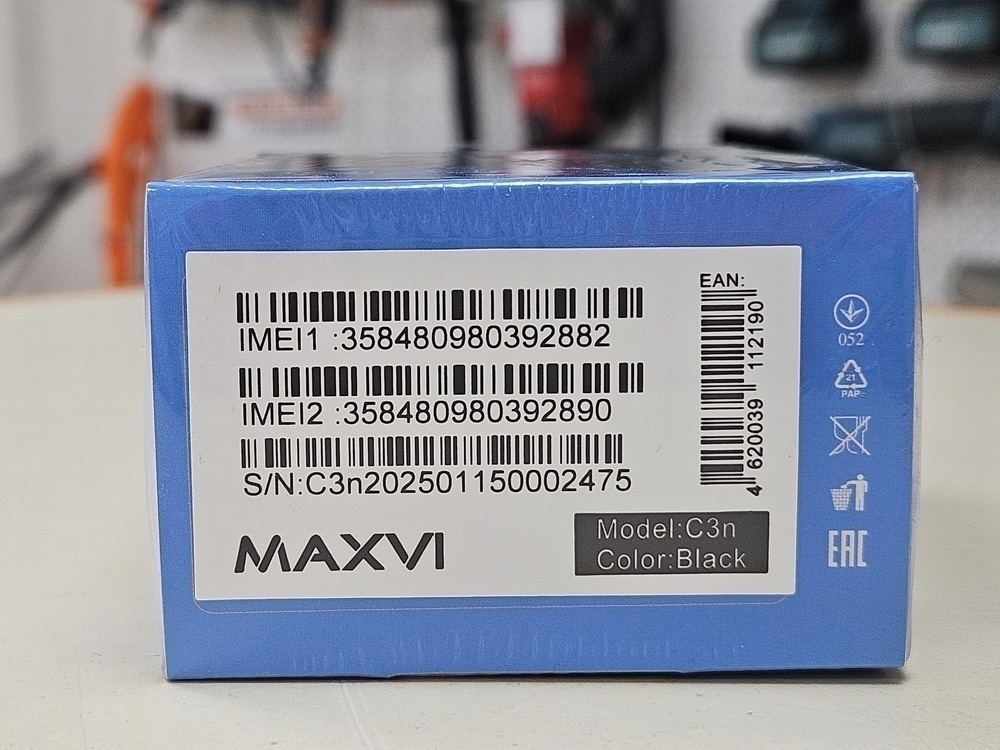 IMEI1 :358480980392882
IMEI2 :358480980392890
S/N:C3n202501150002475
MAXVI
Model:C3n
Color:Black
EAN:
4 620039 112190
052
21
PAP
EAC